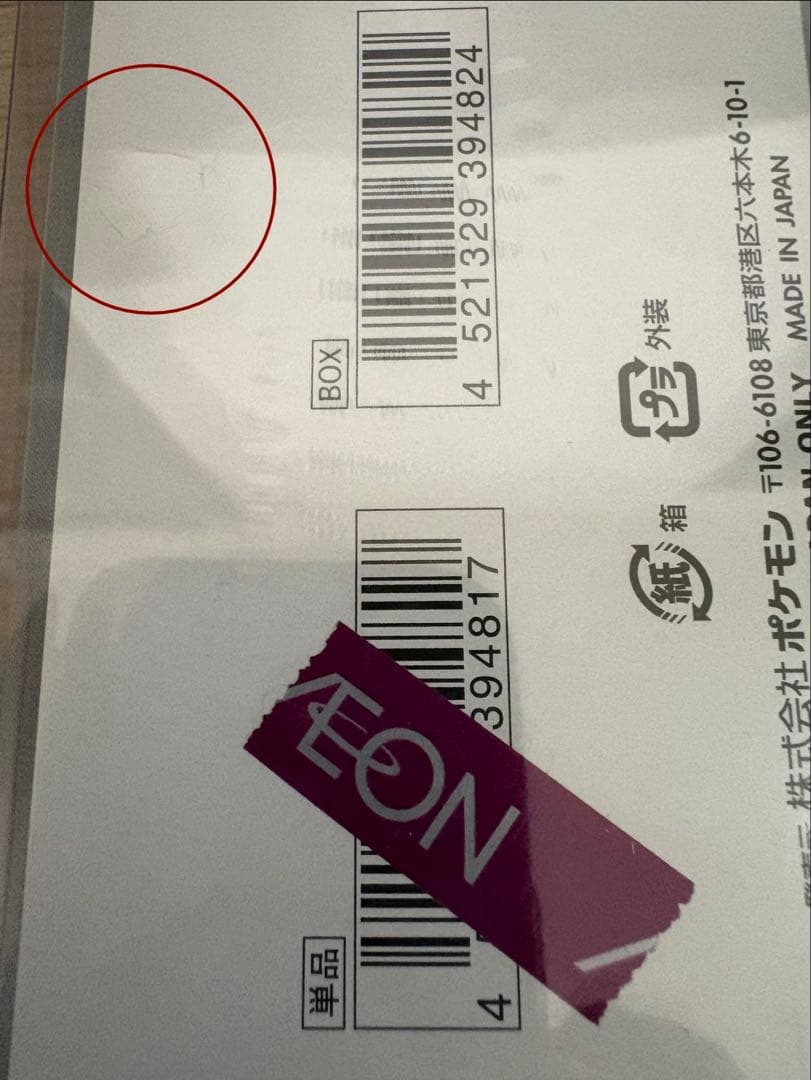 BOX
4 521329 394824
単品
4
394817
ÆON
プラ 外装
紙 箱
株式会社 ポケモン 〒106-6108 東京都港区六本木6-10-1
ONLY MADE IN JAPAN